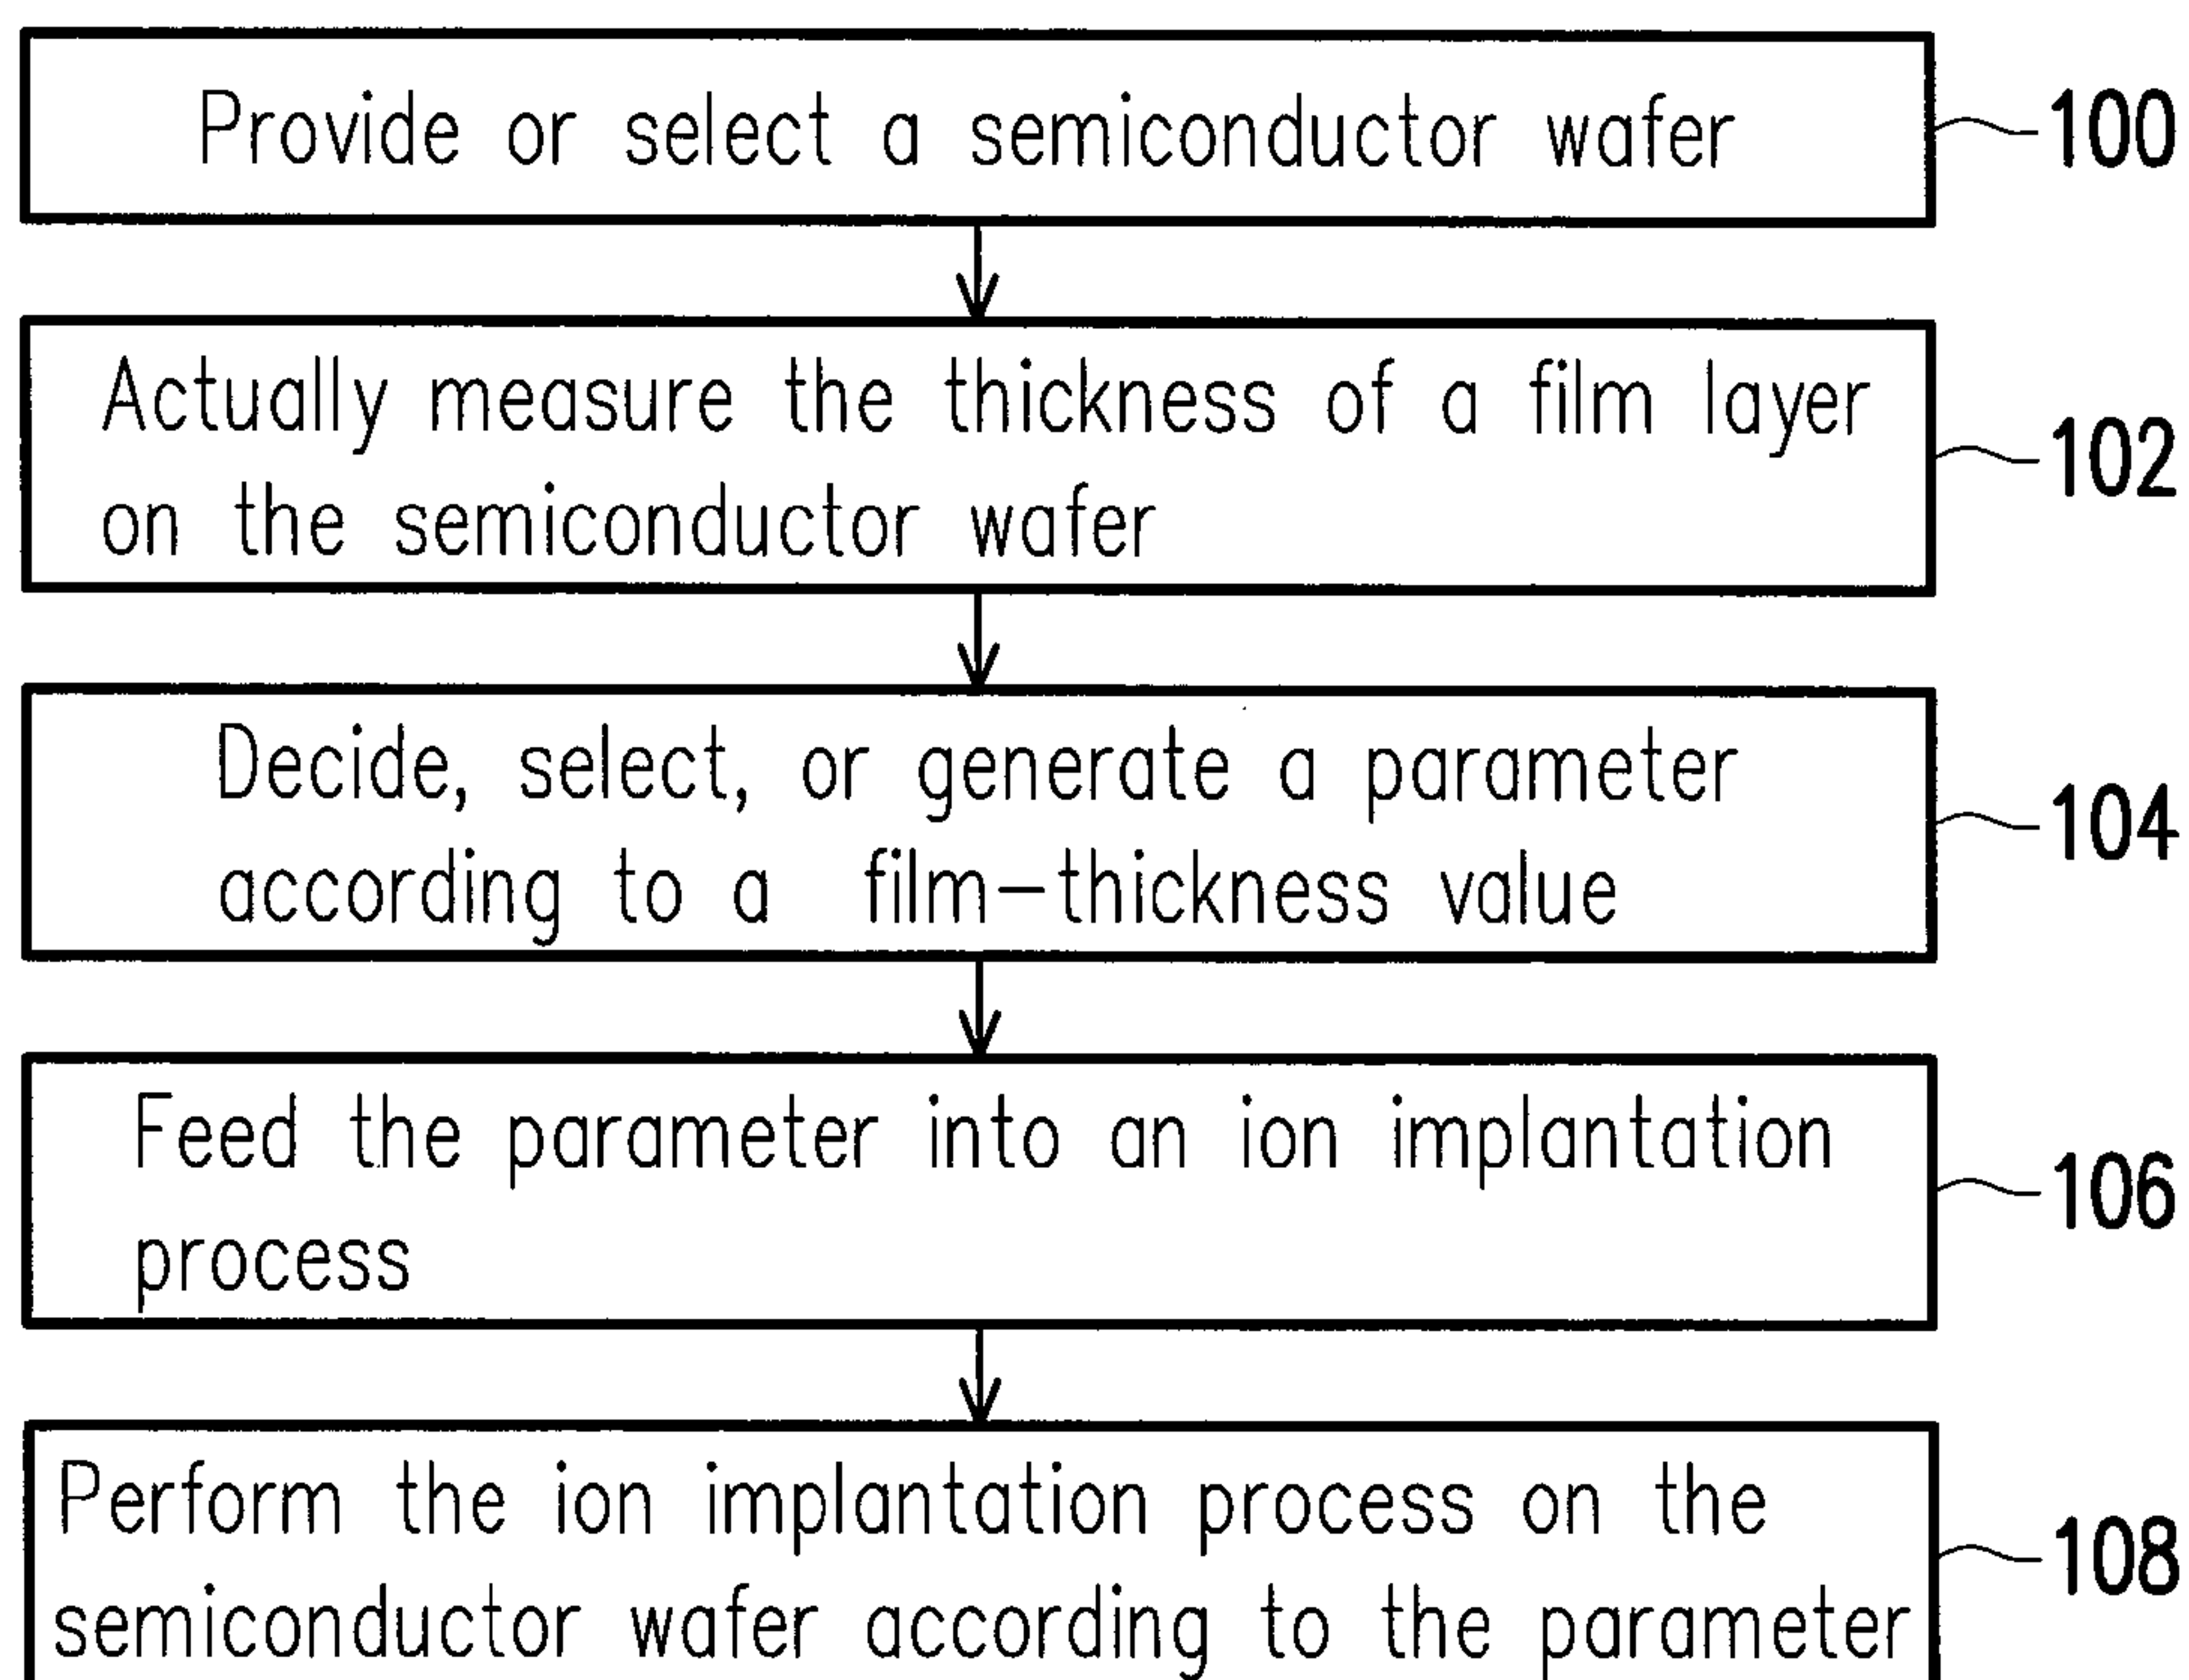 Provide or select a semiconductor wafer
100
Actually measure the thickness of a film layer
on the semiconductor wafer
102
Decide, select, or generate a parameter
according to a film-thickness value
104
Feed the parameter into an ion implantation
process
106
Perform the ion implantation process on the
semiconductor wafer according to the parameter
108